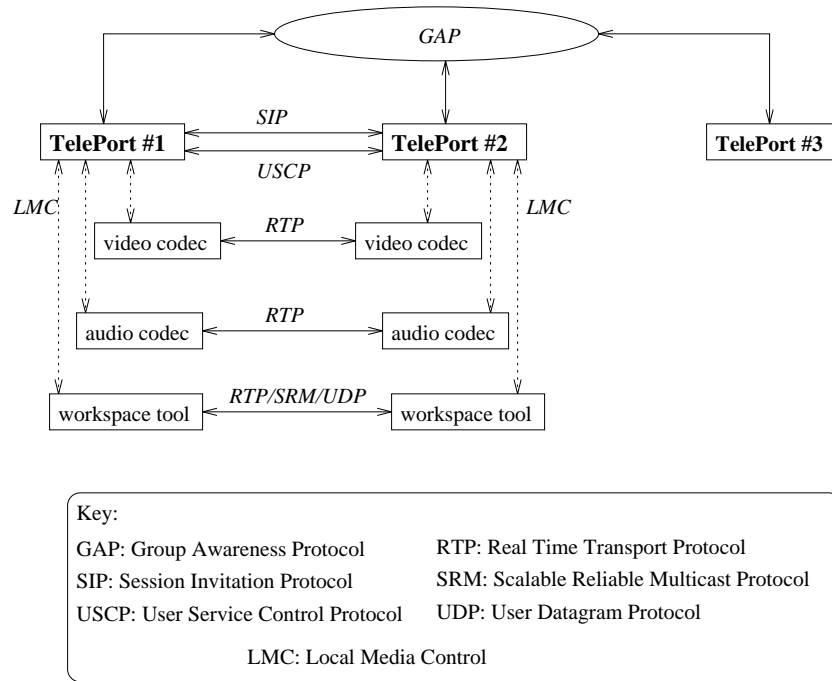 GAP
SIP
TelePort #1
TelePort #2
TelePort #3
USCP
LMC
LMC
RTP
video codec
video codec
RTP
audio codec
audio codec
RTP/SRM/UDP
workspace tool
workspace tool
Key:
GAP: Group Awareness Protocol
RTP: Real Time Transport Protocol
SIP: Session Invitation Protocol
SRM: Scalable Reliable Multicast Protocol
USCP: User Service Control Protocol
UDP: User Datagram Protocol
LMC: Local Media Control